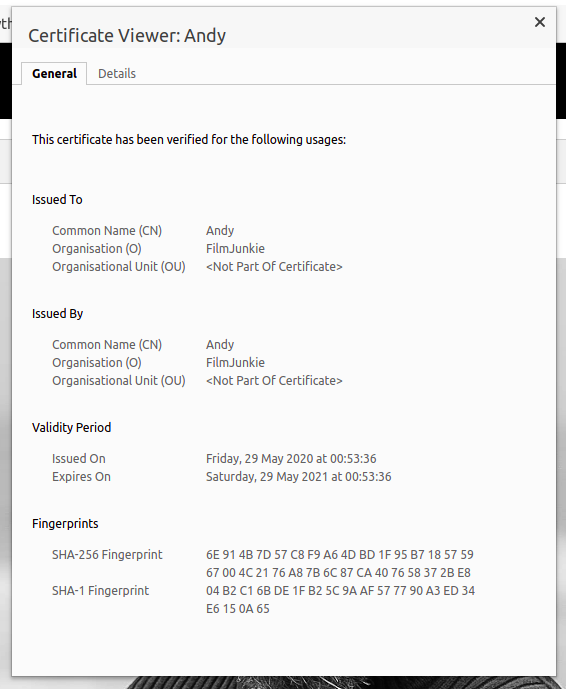 Certificate Viewer: Andy
General Details
This certificate has been verified for the following usages:
Issued To
Common Name (CN) Andy
Organisation (O) FilmJunkie
Organisational Unit (OU) <Not Part Of Certificate>
Issued By
Common Name (CN) Andy
Organisation (O) FilmJunkie
Organisational Unit (OU) <Not Part Of Certificate>
Validity Period
Issued On Friday, 29 May 2020 at 00:53:36
Expires On Saturday, 29 May 2021 at 00:53:36
Fingerprints
SHA-256 Fingerprint 6E 91 4B 7D 57 C8 F9 A6 4D BD 1F 95 B7 18 57 59
67 00 4C 21 76 A8 7B 6C 87 CA 40 76 58 37 2B E8
SHA-1 Fingerprint 04 B2 C1 6B DE 1F B2 5C 9A AF 57 77 90 A3 ED 34
E6 15 0A 65